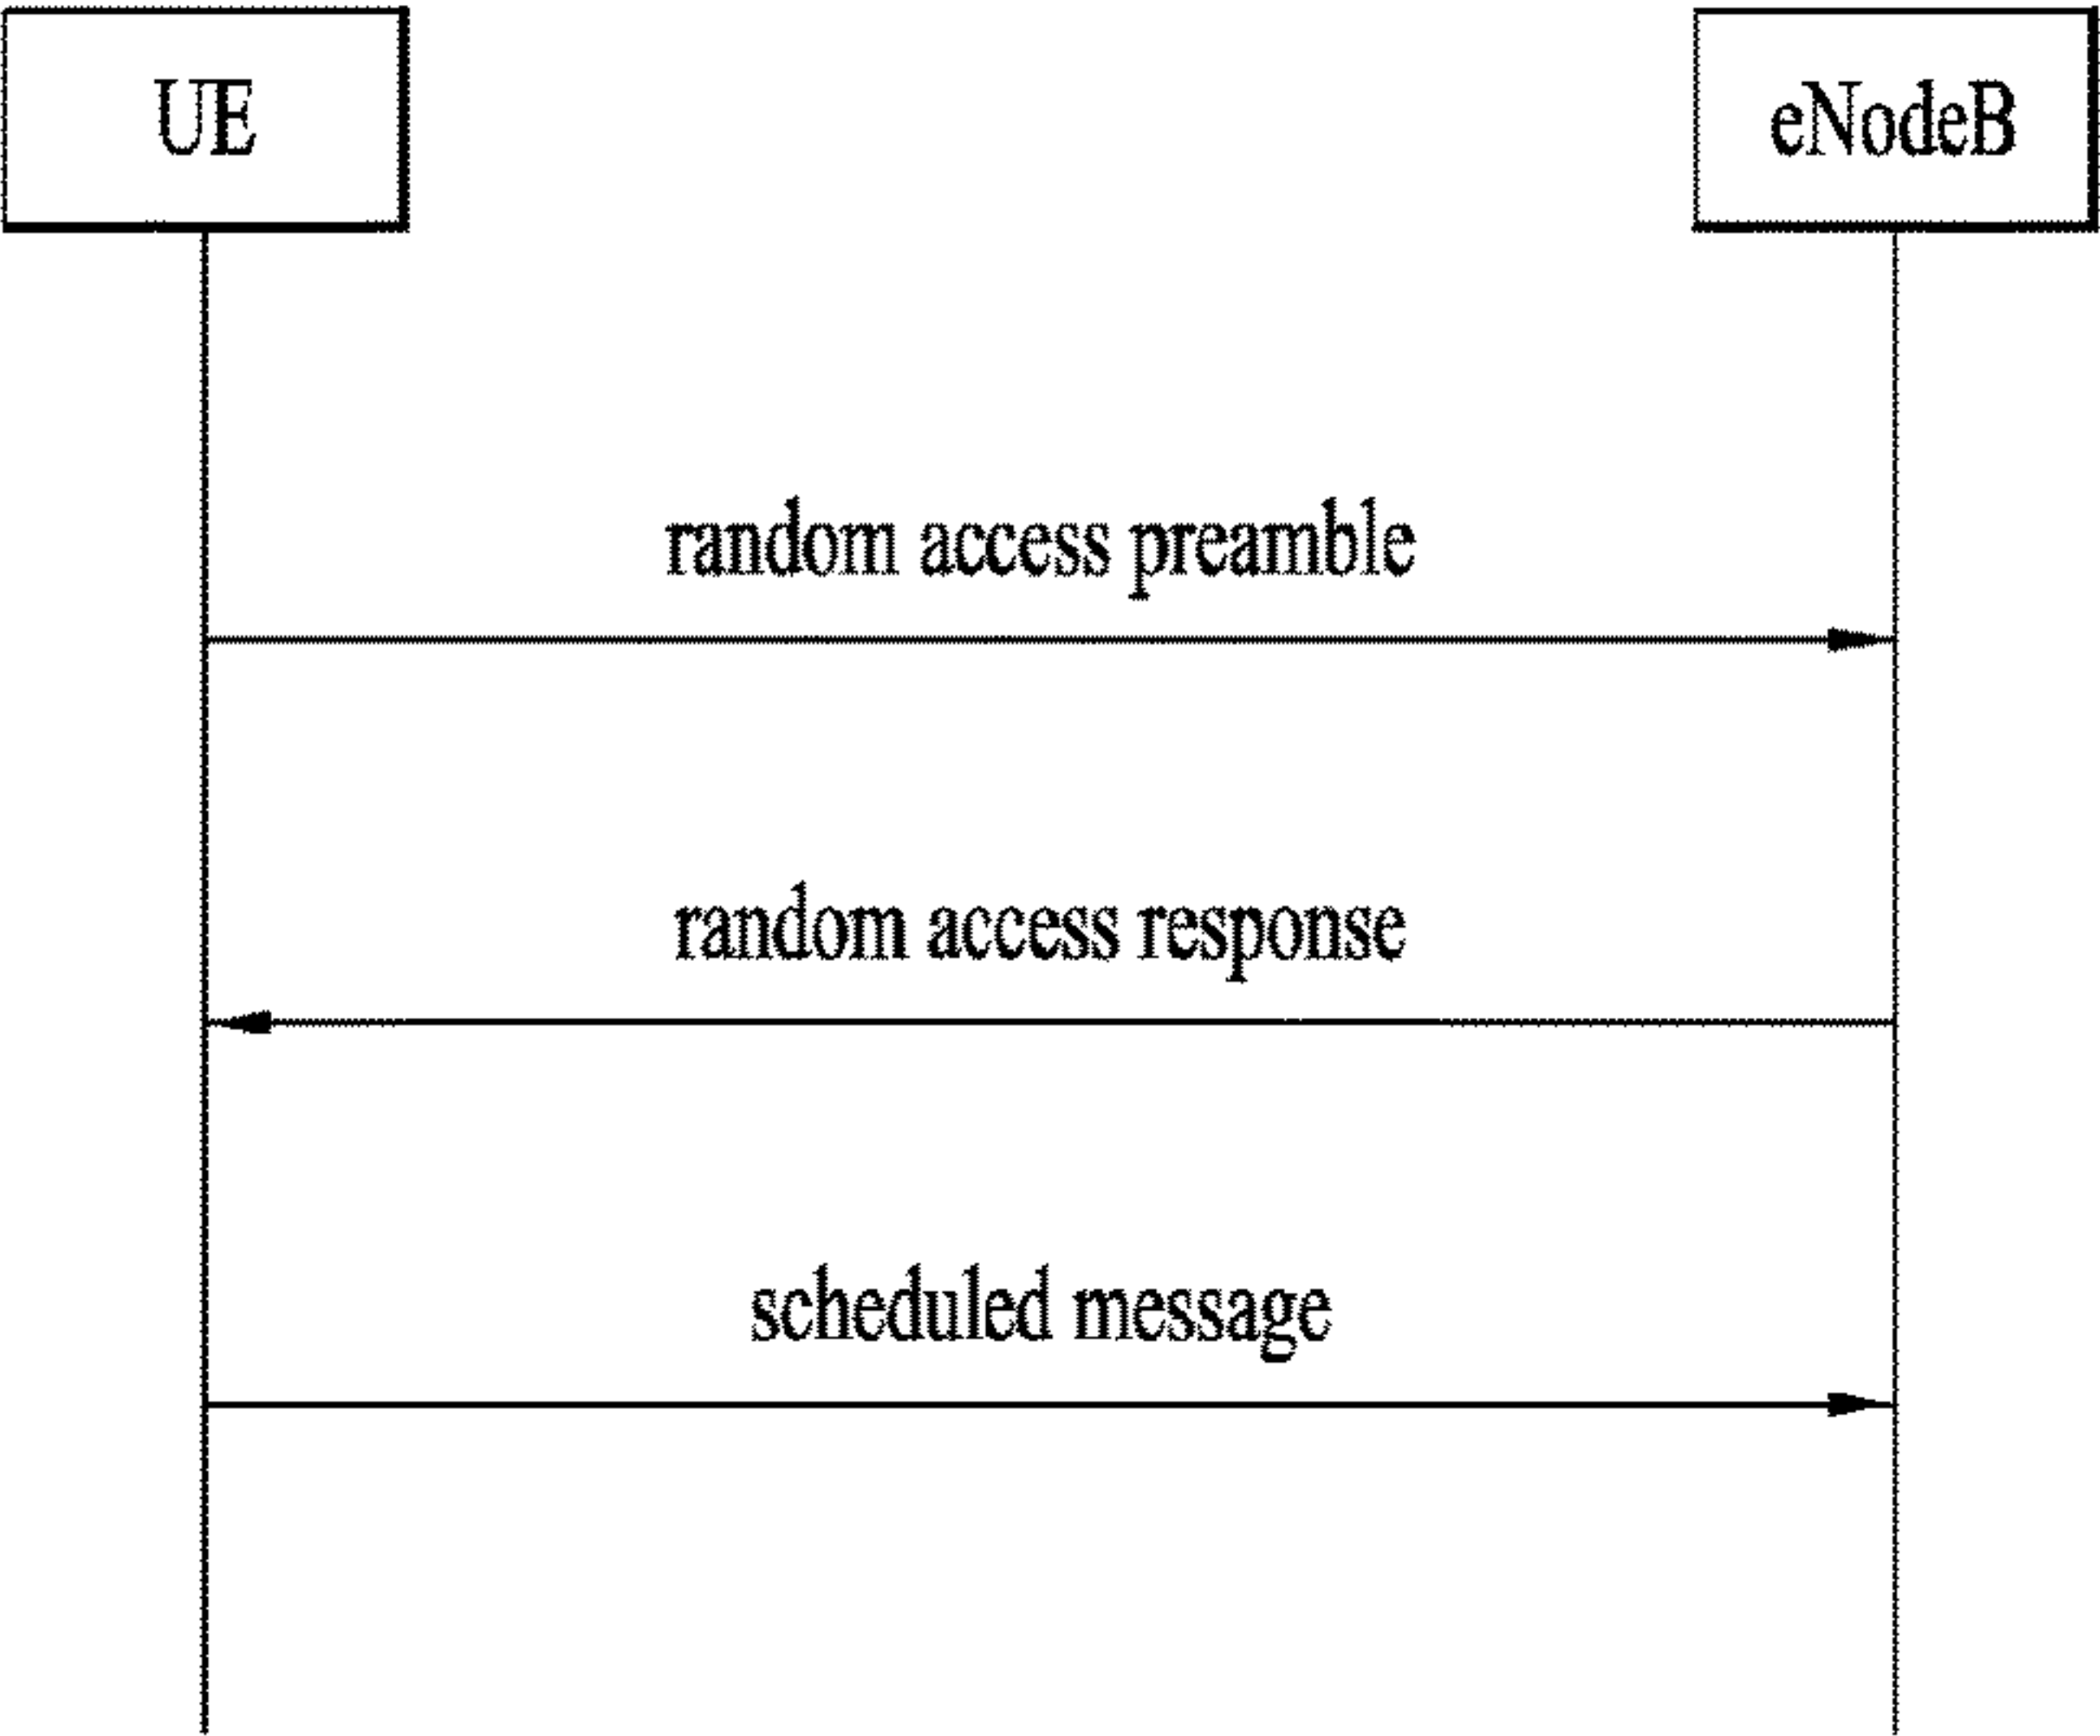 UE
eNodeB
random access preamble
random access response
scheduled message